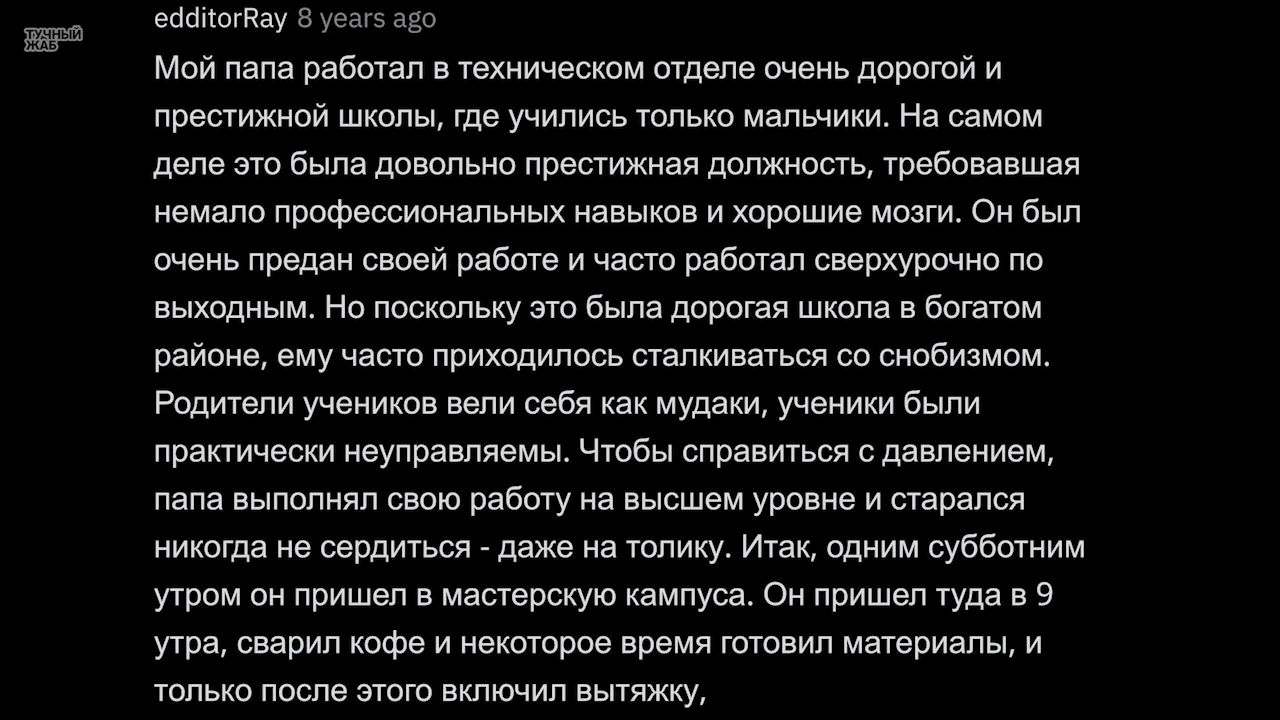 edditorRay 8 years ago
ТУЧНЫЙ
ЖАБ
Мой папа работал в техническом отделе очень дорогой и
престижной школы, где учились только мальчики. На самом
деле это была довольно престижная должность, требовавшая
немало профессиональных навыков и хорошие мозги. Он был
очень предан своей работе и часто работал сверхурочно по
выходным. Но поскольку это была дорогая школа в богатом
районе, ему часто приходилось сталкиваться со снобизмом.
Родители учеников вели себя как мудаки, ученики были
практически неуправляемы. Чтобы справиться с давлением,
папа выполнял свою работу на высшем уровне и старался
никогда не сердиться - даже на толику. Итак, одним субботним
утром он пришел в мастерскую кампуса. Он пришел туда в 9
утра, сварил кофе и некоторое время готовил материалы, и
только после этого включил вытяжку,